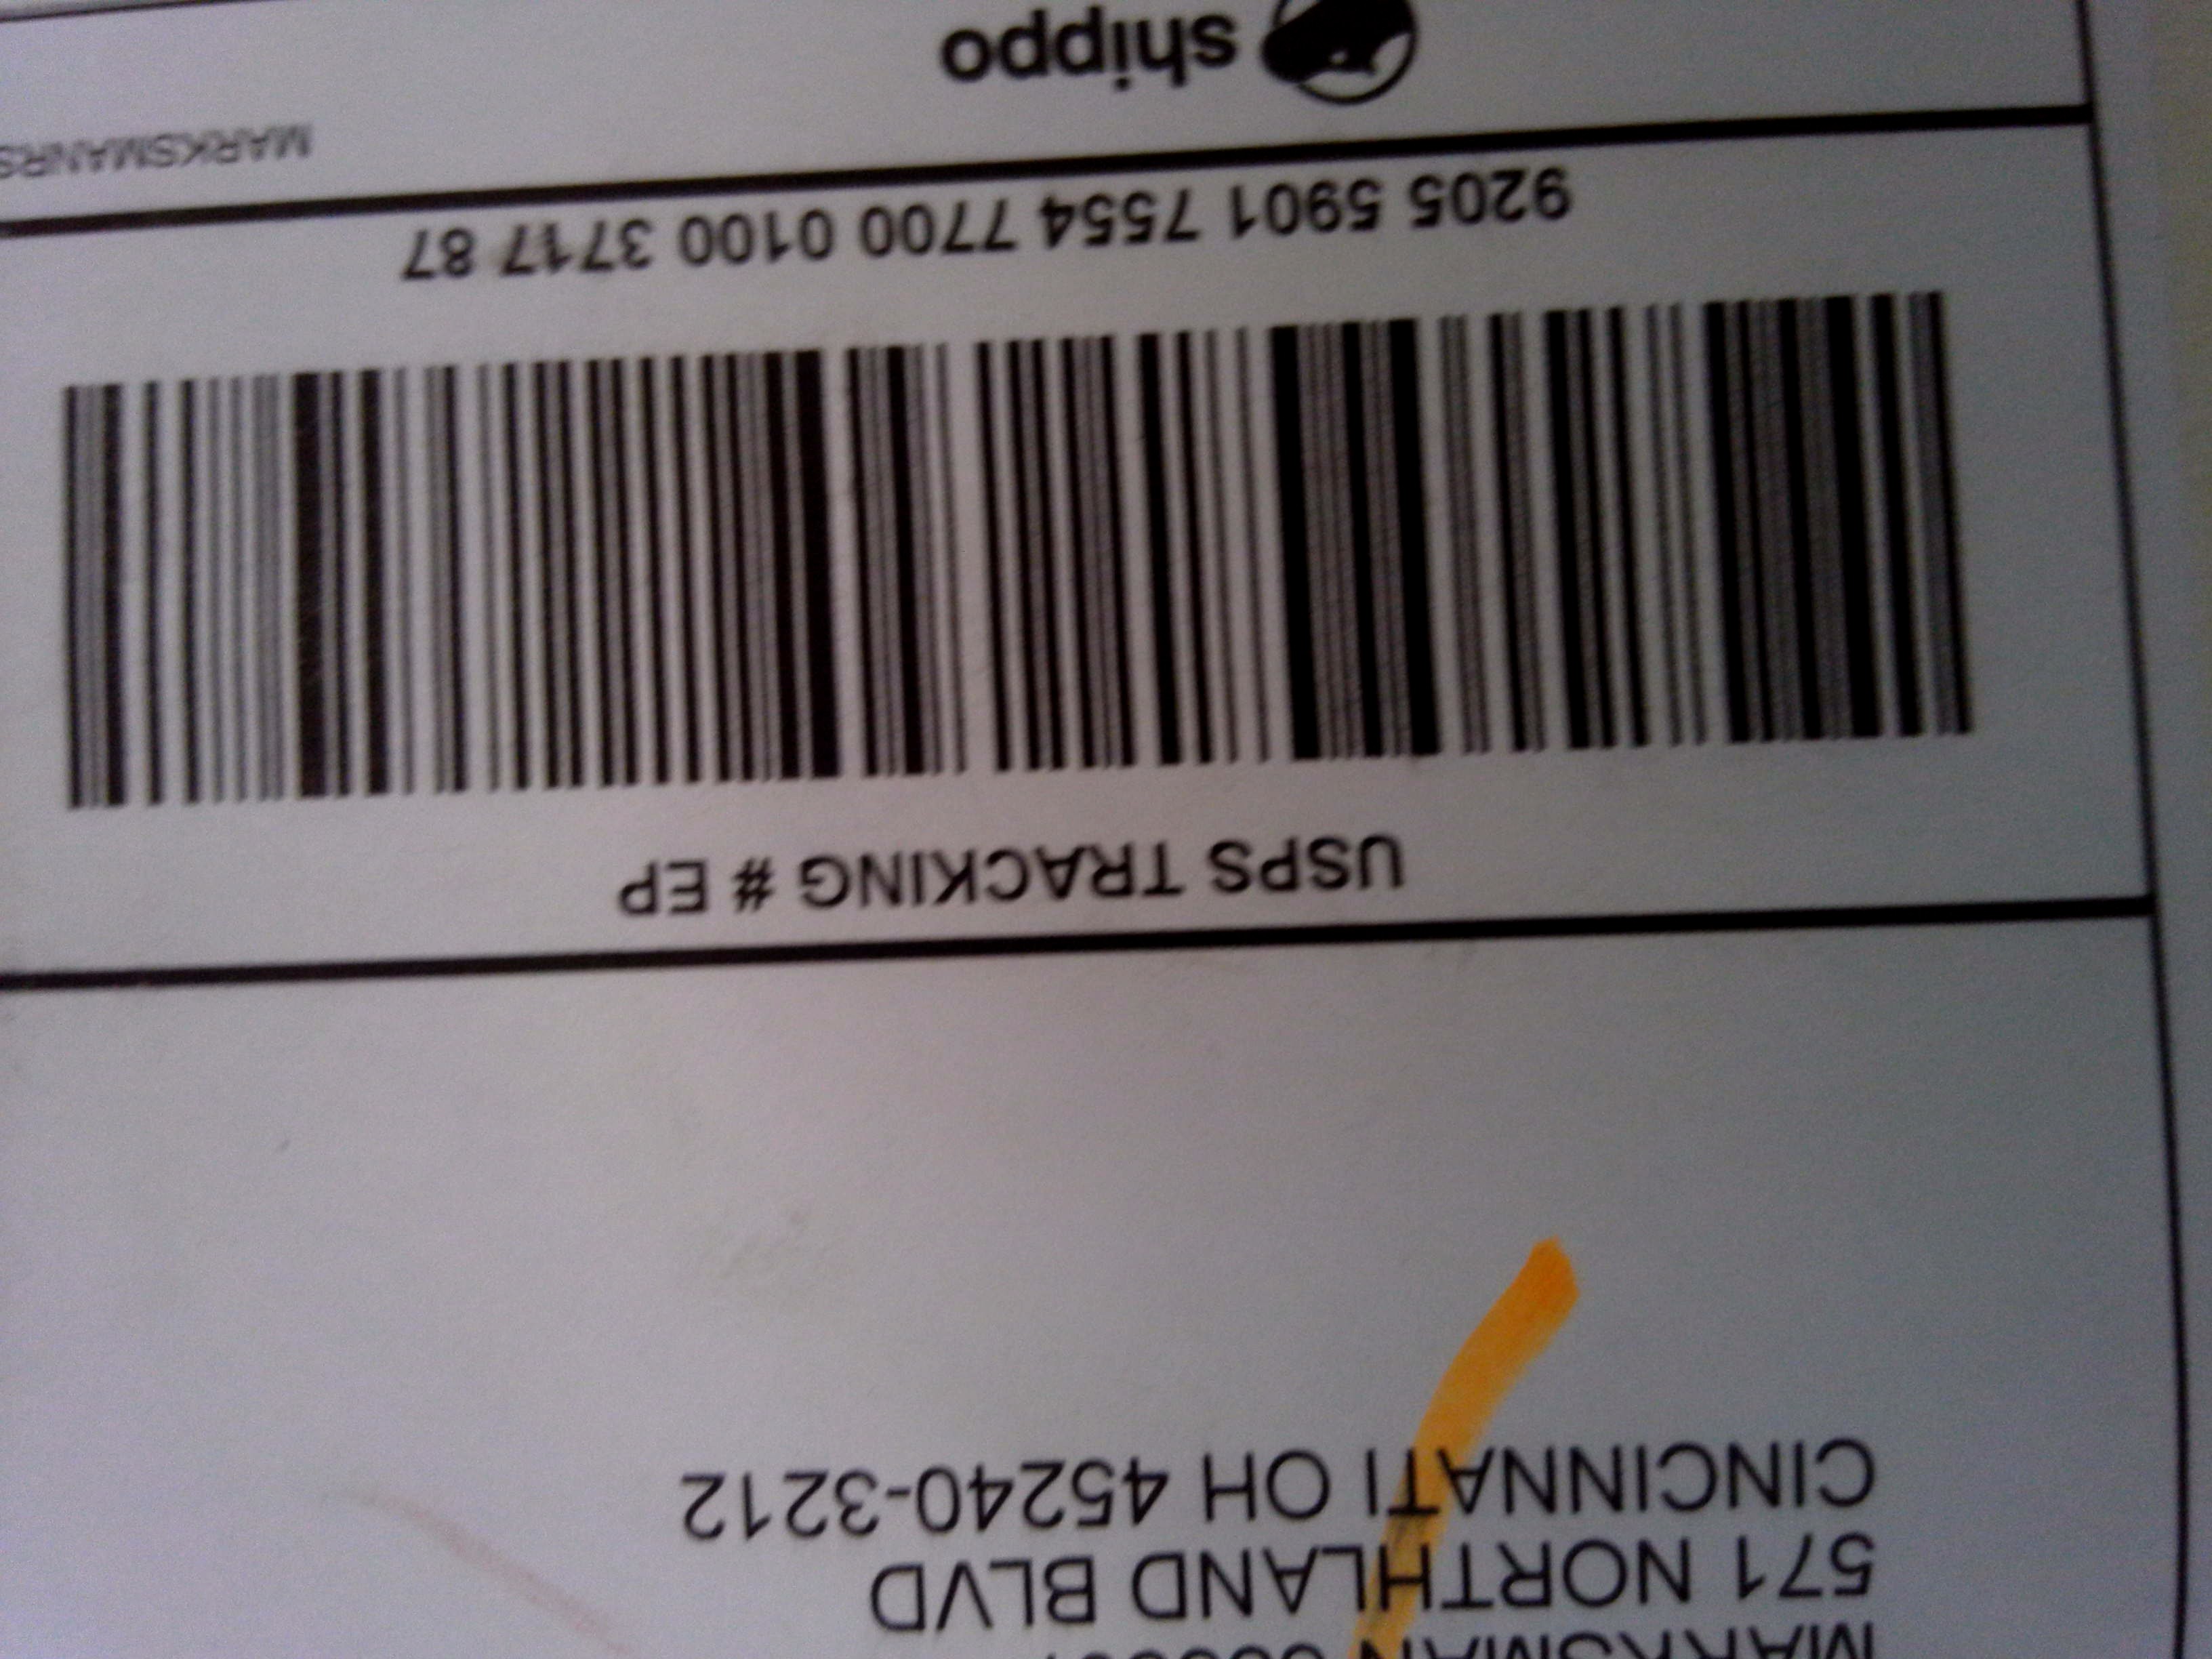 571 NORTHLAND BLVD
CINCINNATI OH 45240-3212
USPS TRACKING # EP
9205 5901 7554 7700 0100 3717 87
shippo